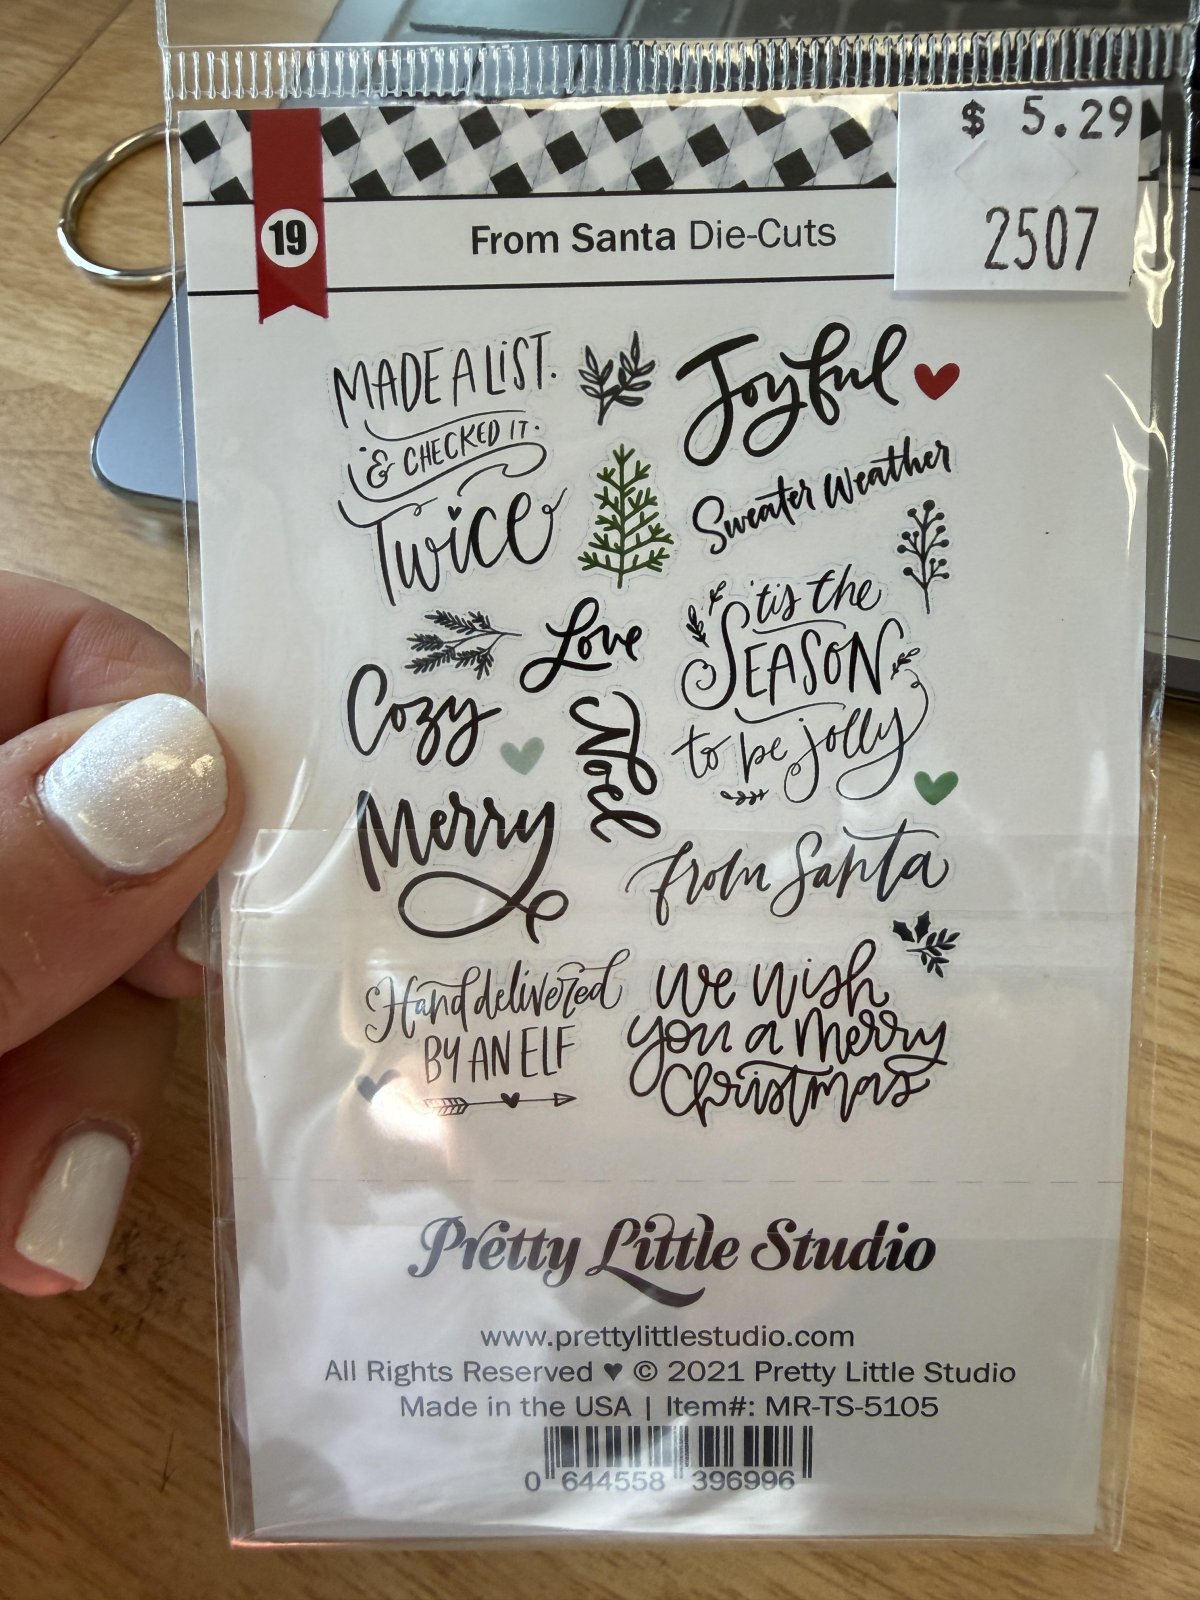 Z
X
C
$ 5.29
2507
19
From Santa Die-Cuts
MADE A LIST.
& CHECKED IT.
Twice
Joyful
Sweater Weather
'tis the
SEASON
to be jolly
Love
Cozy
Noel
Merry
from Santa
Hand delivered
BY AN ELF
we wish
you a merry
Christmas
Pretty Little Studio
www.prettylittlestudio.com
All Rights Reserved ♥ © 2021 Pretty Little Studio
Made in the USA | Item#: MR-TS-5105
0 644558 396996